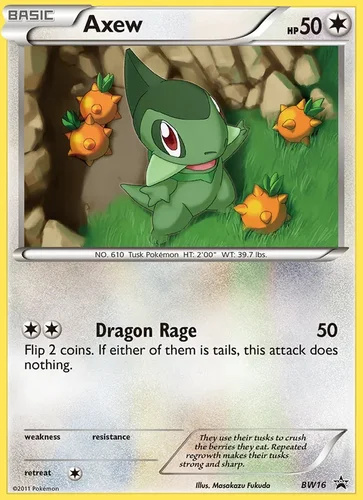 BASIC Axew HP 50
NO. 610 Tusk Pokémon HT: 2'00" WT: 39.7 lbs.
Dragon Rage 50
Flip 2 coins. If either of them is tails, this attack does
nothing.
weakness resistance
They use their tusks to crush
the berries they eat. Repeated
regrowth makes their tusks
strong and sharp.
retreat
©2011 Pokémon Illus. Masakazu Fukuda BW16